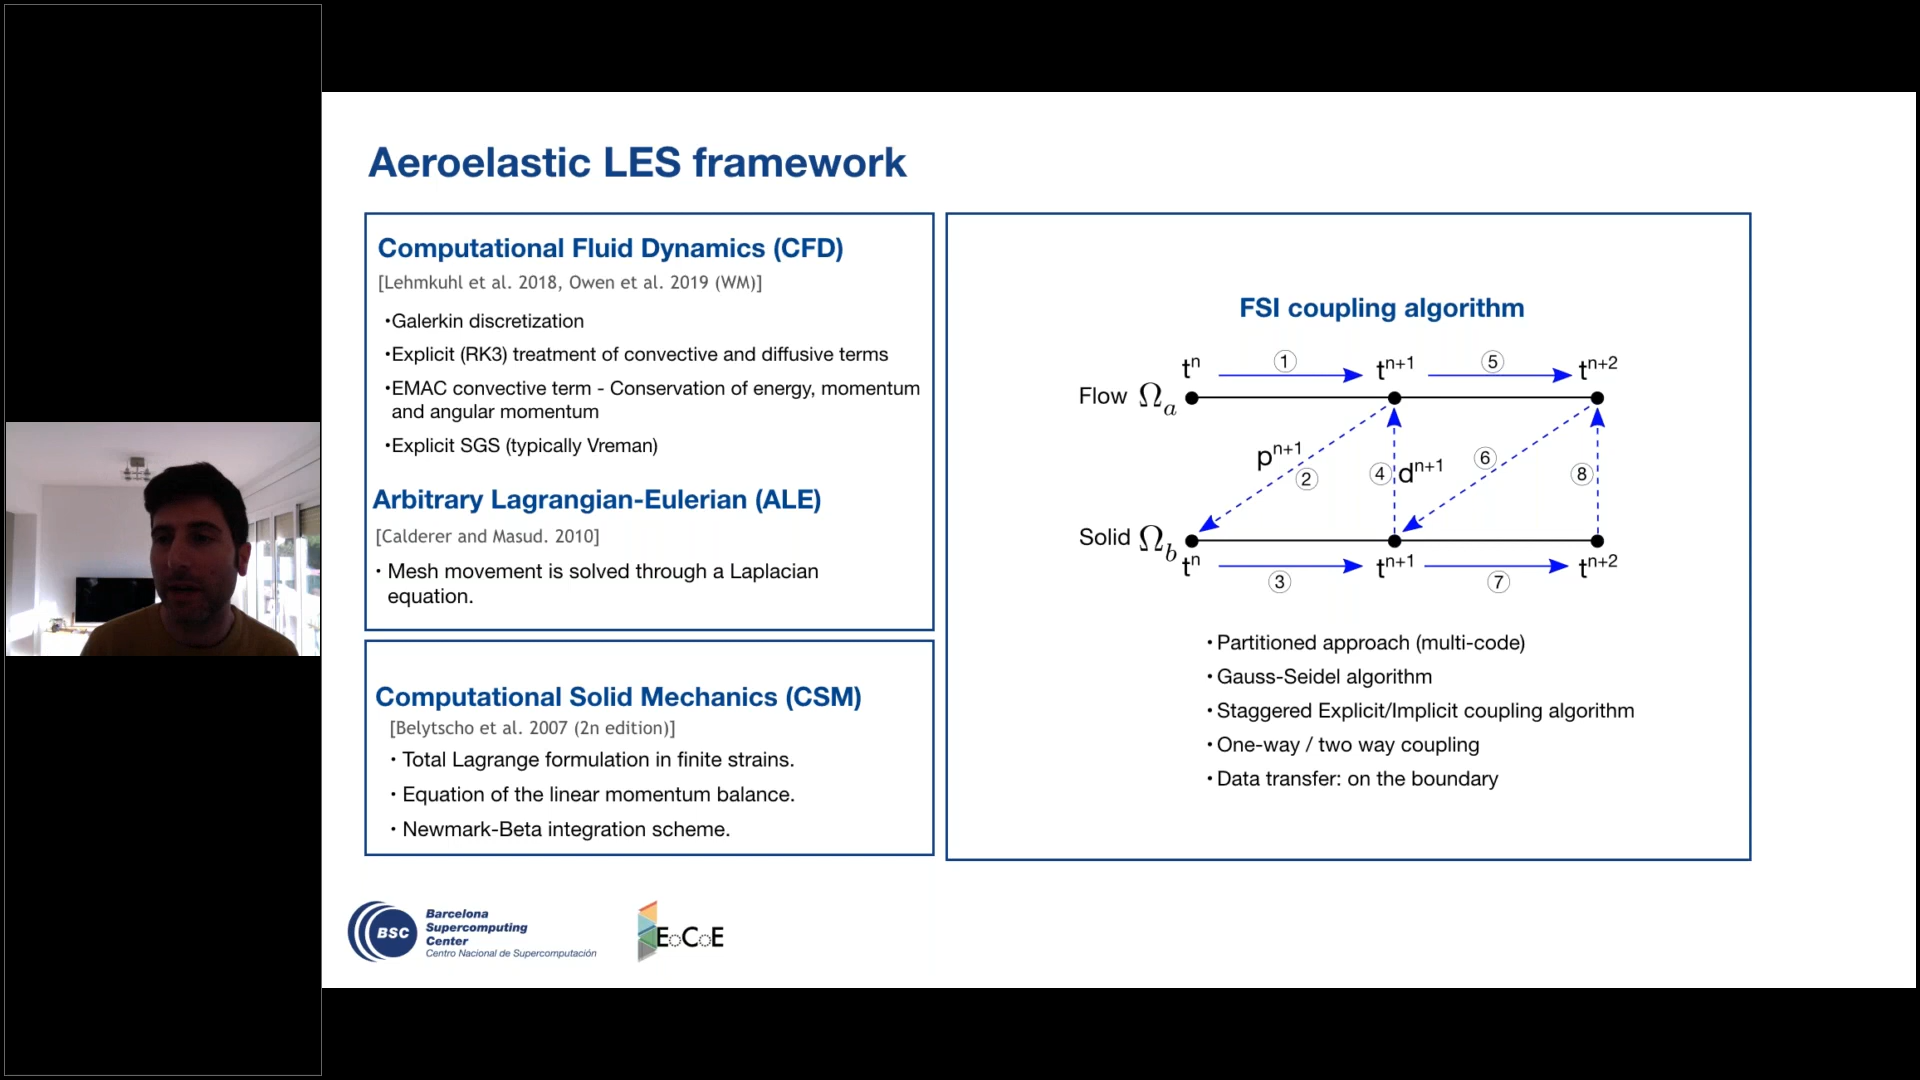 Aeroelastic LES framework
Computational Fluid Dynamics (CFD)
[Lehmkuhl et al. 2018, Owen et al. 2019 (WM)]
•Galerkin discretization
•Explicit (RK3) treatment of convective and diffusive terms
•EMAC convective term - Conservation of energy, momentum
and angular momentum
•Explicit SGS (typically Vreman)
Arbitrary Lagrangian-Eulerian (ALE)
[Calderer and Masud. 2010]
• Mesh movement is solved through a Laplacian
equation.
Computational Solid Mechanics (CSM)
[Belytscho et al. 2007 (2n edition)]
• Total Lagrange formulation in finite strains.
• Equation of the linear momentum balance.
• Newmark-Beta integration scheme.
FSI coupling algorithm
tⁿ ① tⁿ⁺¹ ⑤ tⁿ⁺²
Flow Ωₐ
pⁿ⁺¹ ② ④ dⁿ⁺¹ ⑥ ⑧
Solid Ω_b
tⁿ ③ tⁿ⁺¹ ⑦ tⁿ⁺²
• Partitioned approach (multi-code)
• Gauss-Seidel algorithm
• Staggered Explicit/Implicit coupling algorithm
• One-way / two way coupling
• Data transfer: on the boundary
BSC
Barcelona
Supercomputing
Center
Centro Nacional de Supercomputación
EoCoE